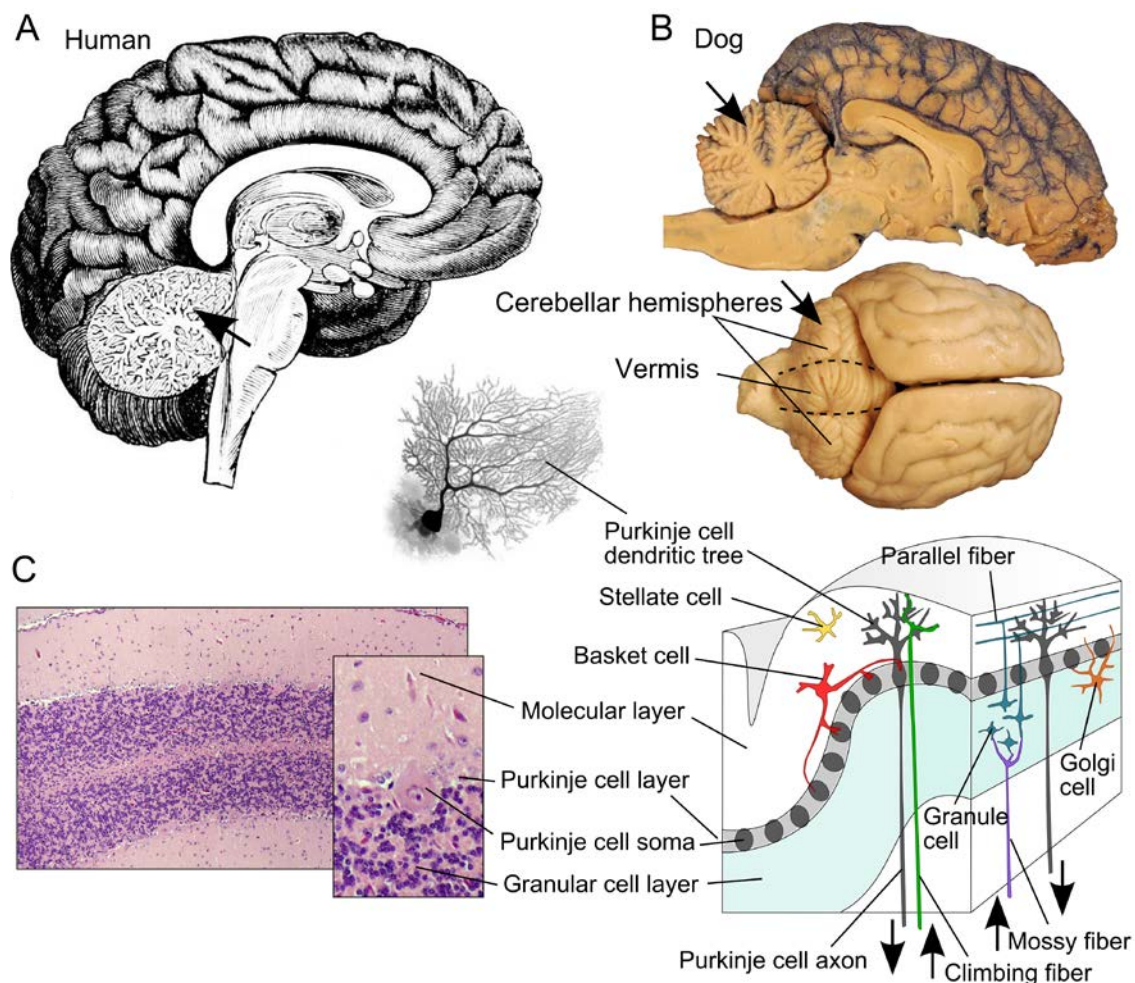 A
Human
B
Dog
Cerebellar hemispheres
Vermis
Purkinje cell
dendritic tree
Parallel fiber
C
Stellate cell
Basket cell
Molecular layer
Purkinje cell layer
Golgi
cell
Granule
cell
Purkinje cell soma
Granular cell layer
Mossy fiber
Purkinje cell axon
Climbing fiber